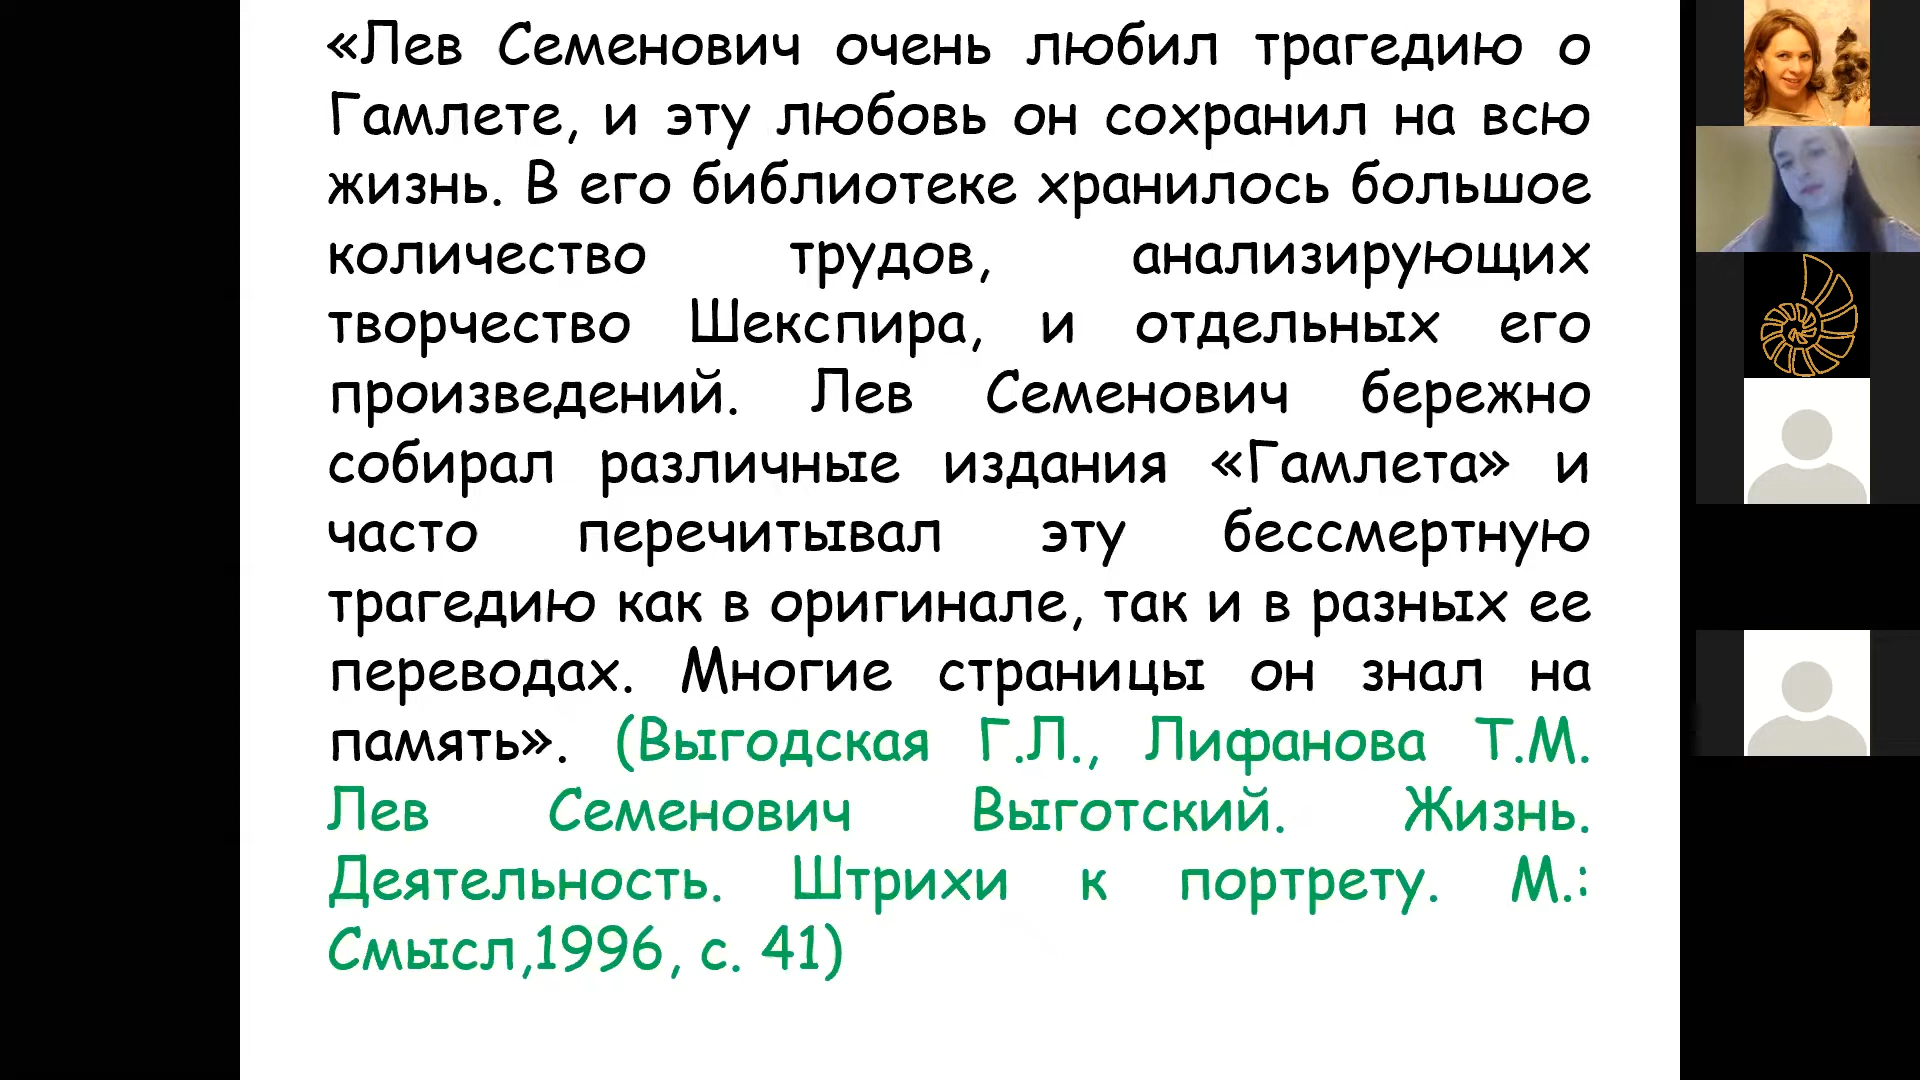 «Лев Семенович очень любил трагедию о
Гамлете, и эту любовь он сохранил на всю
жизнь. В его библиотеке хранилось большое
количество трудов, анализирующих
творчество Шекспира, и отдельных его
произведений. Лев Семенович бережно
собирал различные издания «Гамлета» и
часто перечитывал эту бессмертную
трагедию как в оригинале, так и в разных ее
переводах. Многие страницы он знал на
память». (Выгодская Г.Л., Лифанова Т.М.
Лев Семенович Выготский. Жизнь.
Деятельность. Штрихи к портрету. М.:
Смысл,1996, с. 41)